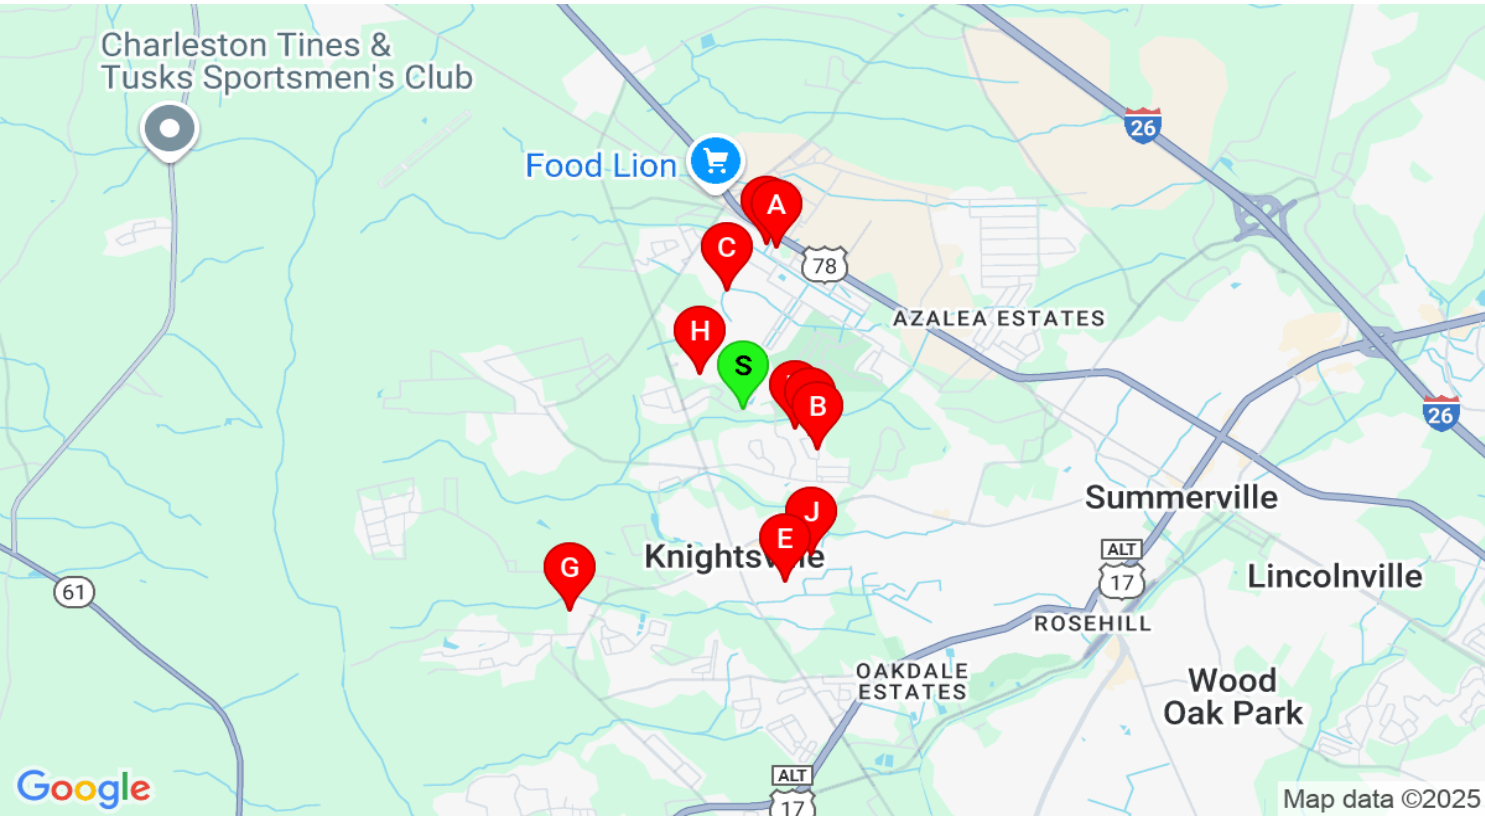 Charleston Tines &
Tusks Sportsmen's Club
26
Food Lion
A
C
78
AZALEA ESTATES
H
S
B
26
Summerville
J
E
Knightsv
e
ALT
17
G
61
Lincolnville
ROSEHILL
OAKDALE
ESTATES
Wood
Oak Park
ALT
17
Google
Map data ©2025